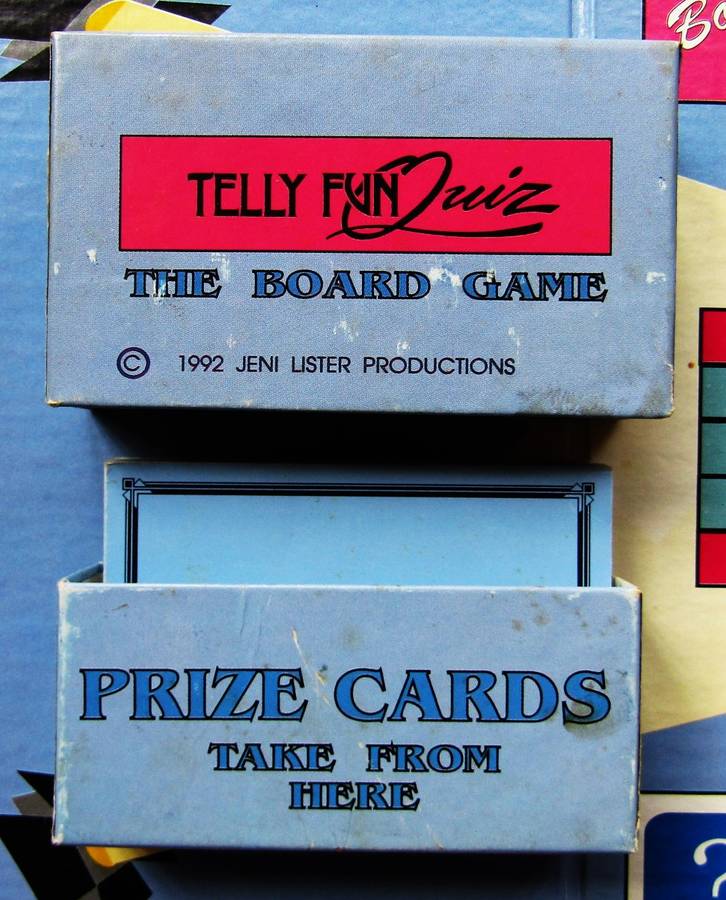 TELLY FUN Quiz
THE BOARD GAME
© 1992 JENI LISTER PRODUCTIONS
PRIZE CARDS
TAKE FROM
HERE